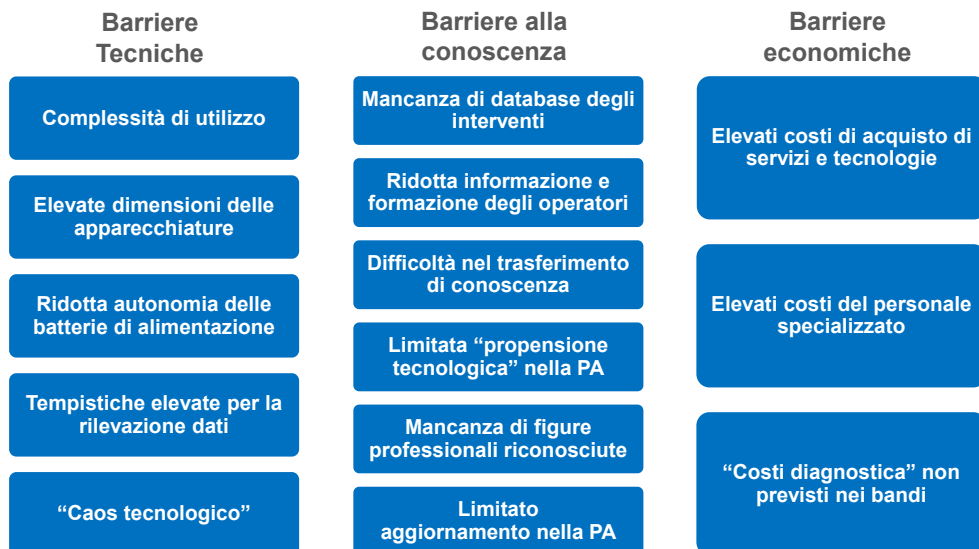 Barriere
Tecniche
Complessità di utilizzo
Elevate dimensioni delle
apparecchiature
Ridotta autonomia delle
batterie di alimentazione
Tempistiche elevate per la
rilevazione dati
“Caos tecnologico”
Barriere alla
conoscenza
Mancanza di database degli
interventi
Ridotta informazione e
formazione degli operatori
Difficoltà nel trasferimento
di conoscenza
Limitata “propensione
tecnologica” nella PA
Mancanza di figure
professionali riconosciute
Limitato
aggiornamento nella PA
Barriere
economiche
Elevati costi di acquisto di
servizi e tecnologie
Elevati costi del personale
specializzato
“Costi diagnostica” non
previsti nei bandi